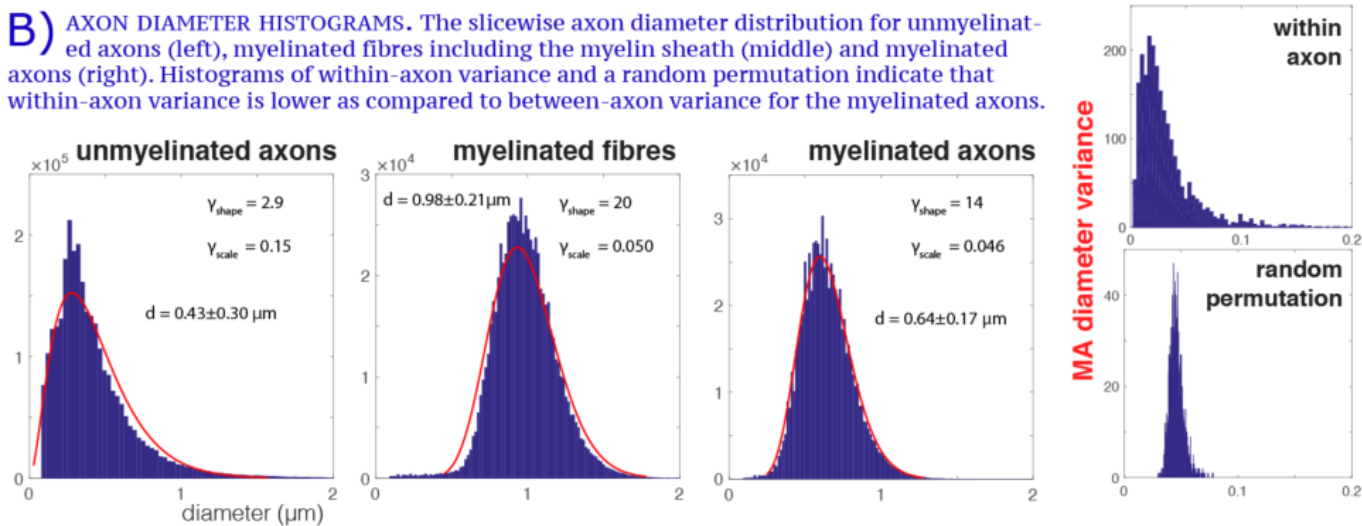 B) AXON DIAMETER HISTOGRAMS. The slicewise axon diameter distribution for unmyelinat-
ed axons (left), myelinated fibres including the myelin sheath (middle) and myelinated
axons (right). Histograms of within-axon variance and a random permutation indicate that
within-axon variance is lower as compared to between-axon variance for the myelinated axons.
unmyelinated axons
×10⁵
γshape = 2.9
γscale = 0.15
d = 0.43±0.30 μm
2
1
0
0 1 2
diameter (μm)
myelinated fibres
×10⁴
d = 0.98±0.21μm
γshape = 20
γscale = 0.050
3
2
1
0
0 1 2
myelinated axons
×10⁴
γshape = 14
γscale = 0.046
d = 0.64±0.17 μm
3
2
1
0
0 1 2
MA diameter variance
within
axon
200
100
0
0 0.1 0.2
random
permutation
40
20
0
0 0.1 0.2